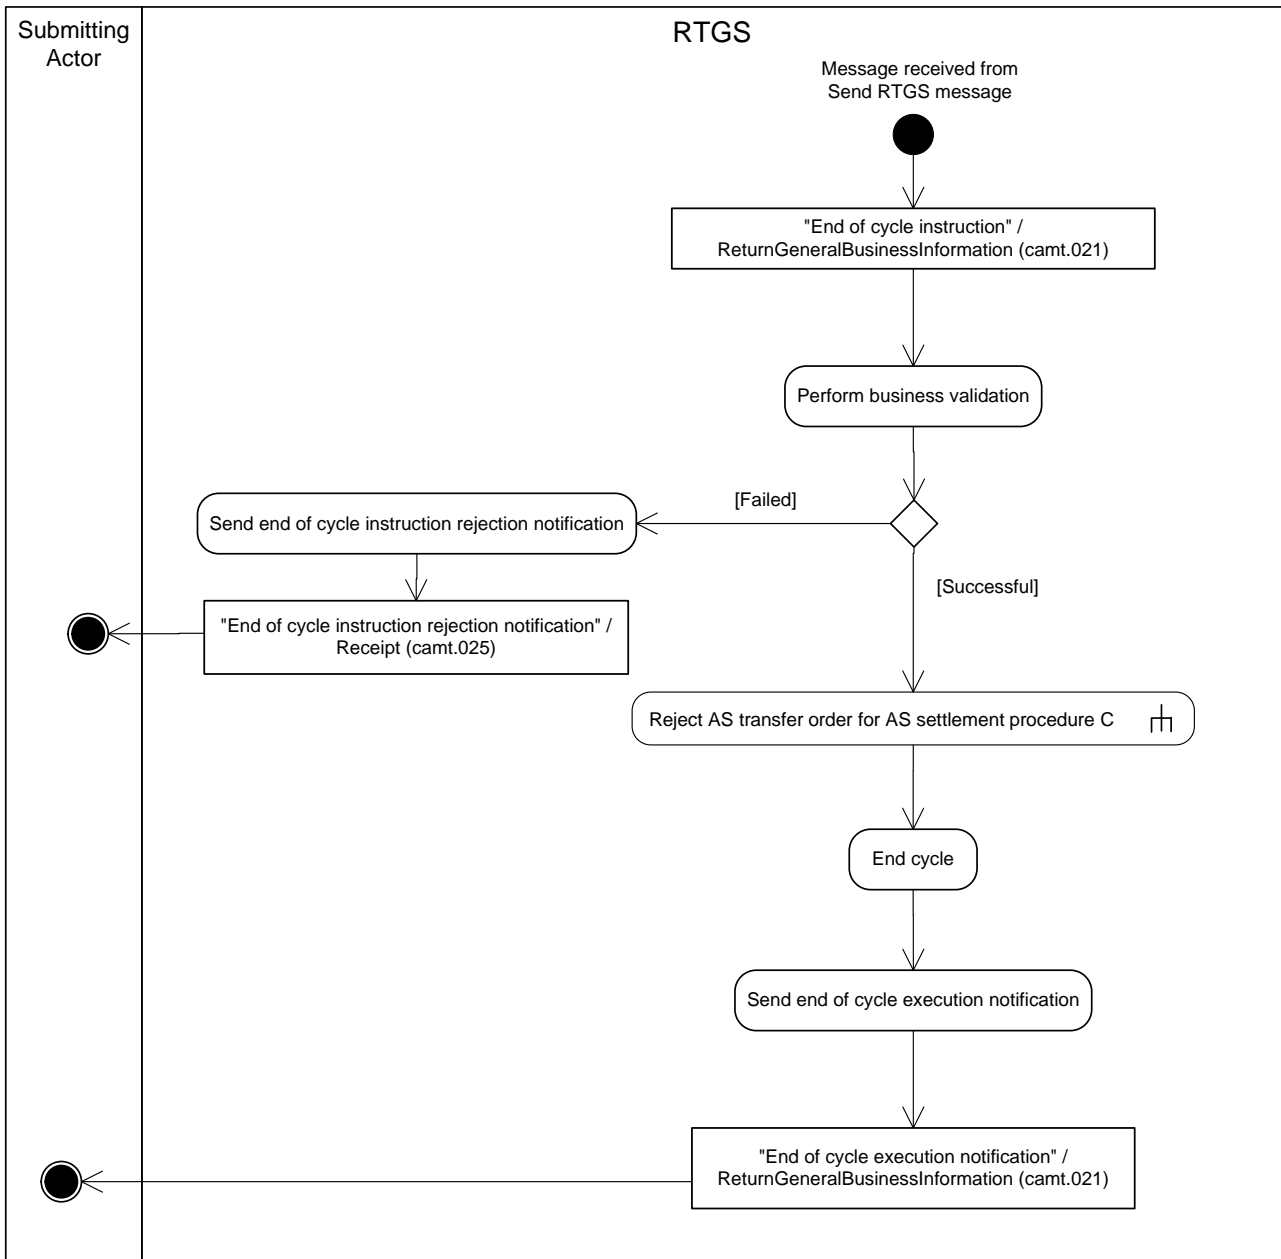 Submitting
Actor
RTGS
Message received from
Send RTGS message
"End of cycle instruction" /
ReturnGeneralBusinessInformation (camt.021)
Perform business validation
[Failed]
Send end of cycle instruction rejection notification
[Successful]
"End of cycle instruction rejection notification" /
Receipt (camt.025)
Reject AS transfer order for AS settlement procedure C
End cycle
Send end of cycle execution notification
"End of cycle execution notification" /
ReturnGeneralBusinessInformation (camt.021)